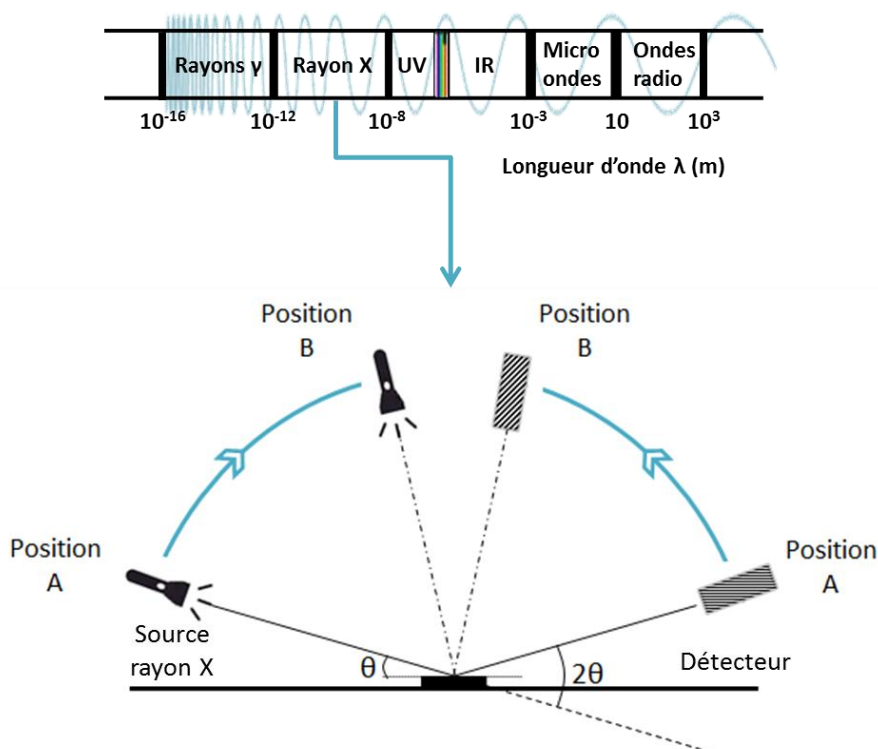 Rayons γ Rayon X UV IR Micro ondes Ondes radio
10-16 10-12 10-8 10-3 10 10³
Longueur d'onde λ (m)
Position
B
Position
B
Position
A
Position
A
Source
rayon X
θ
2θ
Détecteur